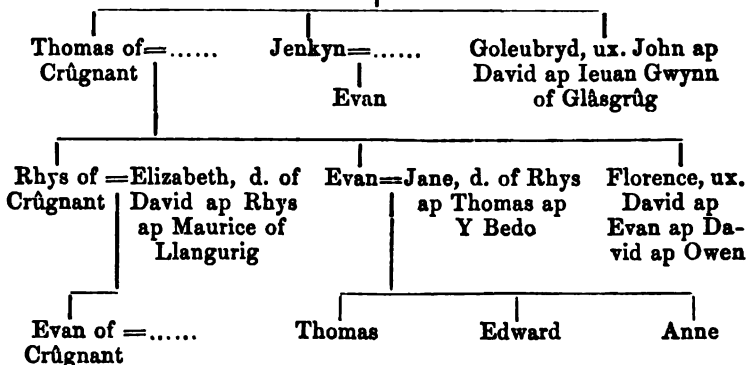 Thomas of=...... Jenkyn=...... Goleubryd, ux. John ap
Crûgnant David ap Ieuan Gwynn
Evan of Glâsgrûg
Rhys of =Elizabeth, d. of Evan=Jane, d. of Rhys Florence, ux.
Crûgnant David ap Rhys ap Thomas ap David ap
ap Maurice of Y Bedo Evan ap Da-
Llangurig vid ap Owen
Evan of =...... Thomas Edward Anne
Crûgnant